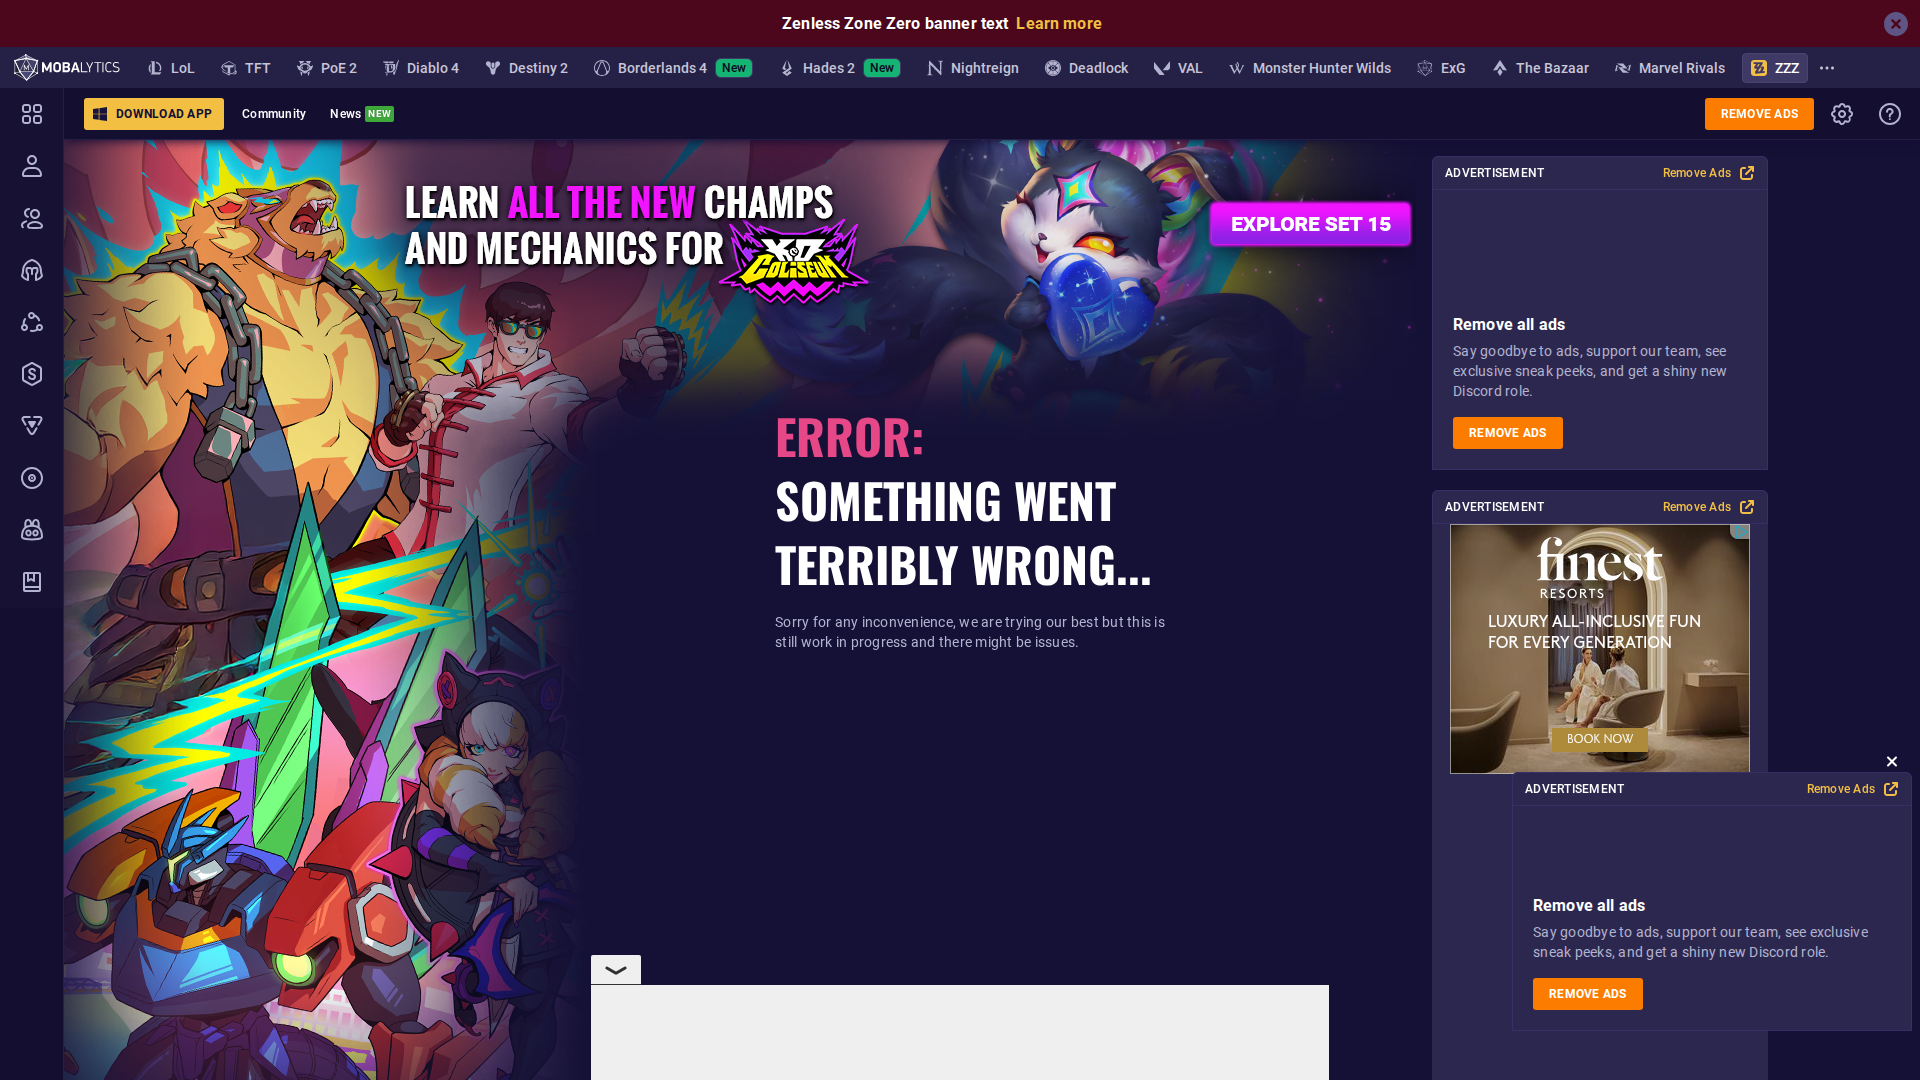 Zenless Zone Zero banner text Learn more
MOBALYTICS
LoL
TFT
PoE 2
Diablo 4
Destiny 2
Borderlands 4 New
Hades 2 New
Nightreign
Deadlock
VAL
Monster Hunter Wilds
ExG
The Bazaar
Marvel Rivals
ZZZ
DOWNLOAD APP
Community
News NEW
REMOVE ADS
LEARN ALL THE NEW CHAMPS
AND MECHANICS FOR
COLISEUM
EXPLORE SET 15
ERROR:
SOMETHING WENT
TERRIBLY WRONG...
Sorry for any inconvenience, we are trying our best but this is
still work in progress and there might be issues.
ADVERTISEMENT Remove Ads
Remove all ads
Say goodbye to ads, support our team, see
exclusive sneak peeks, and get a shiny new
Discord role.
REMOVE ADS
ADVERTISEMENT Remove Ads
finest
RESORTS
LUXURY ALL-INCLUSIVE FUN
FOR EVERY GENERATION
BOOK NOW
ADVERTISEMENT Remove Ads
Remove all ads
Say goodbye to ads, support our team, see exclusive
sneak peeks, and get a shiny new Discord role.
REMOVE ADS